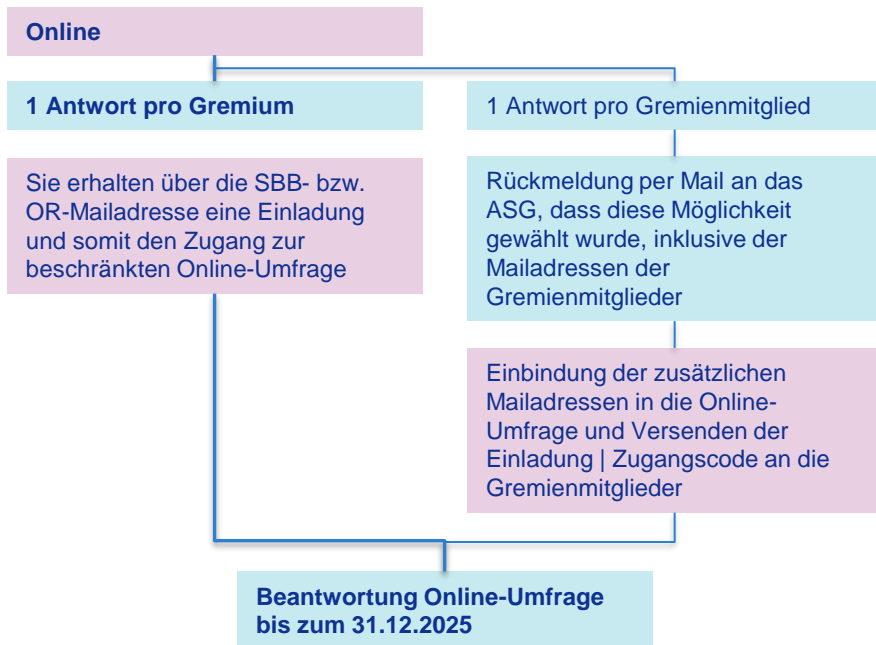 Online
1 Antwort pro Gremium
Sie erhalten über die SBB- bzw.
OR-Mailadresse eine Einladung
und somit den Zugang zur
beschränkten Online-Umfrage
1 Antwort pro Gremienmitglied
Rückmeldung per Mail an das
ASG, dass diese Möglichkeit
gewählt wurde, inklusive der
Mailadressen der
Gremienmitglieder
Einbindung der zusätzlichen
Mailadressen in die Online-
Umfrage und Versenden der
Einladung | Zugangscode an die
Gremienmitglieder
Beantwortung Online-Umfrage
bis zum 31.12.2025